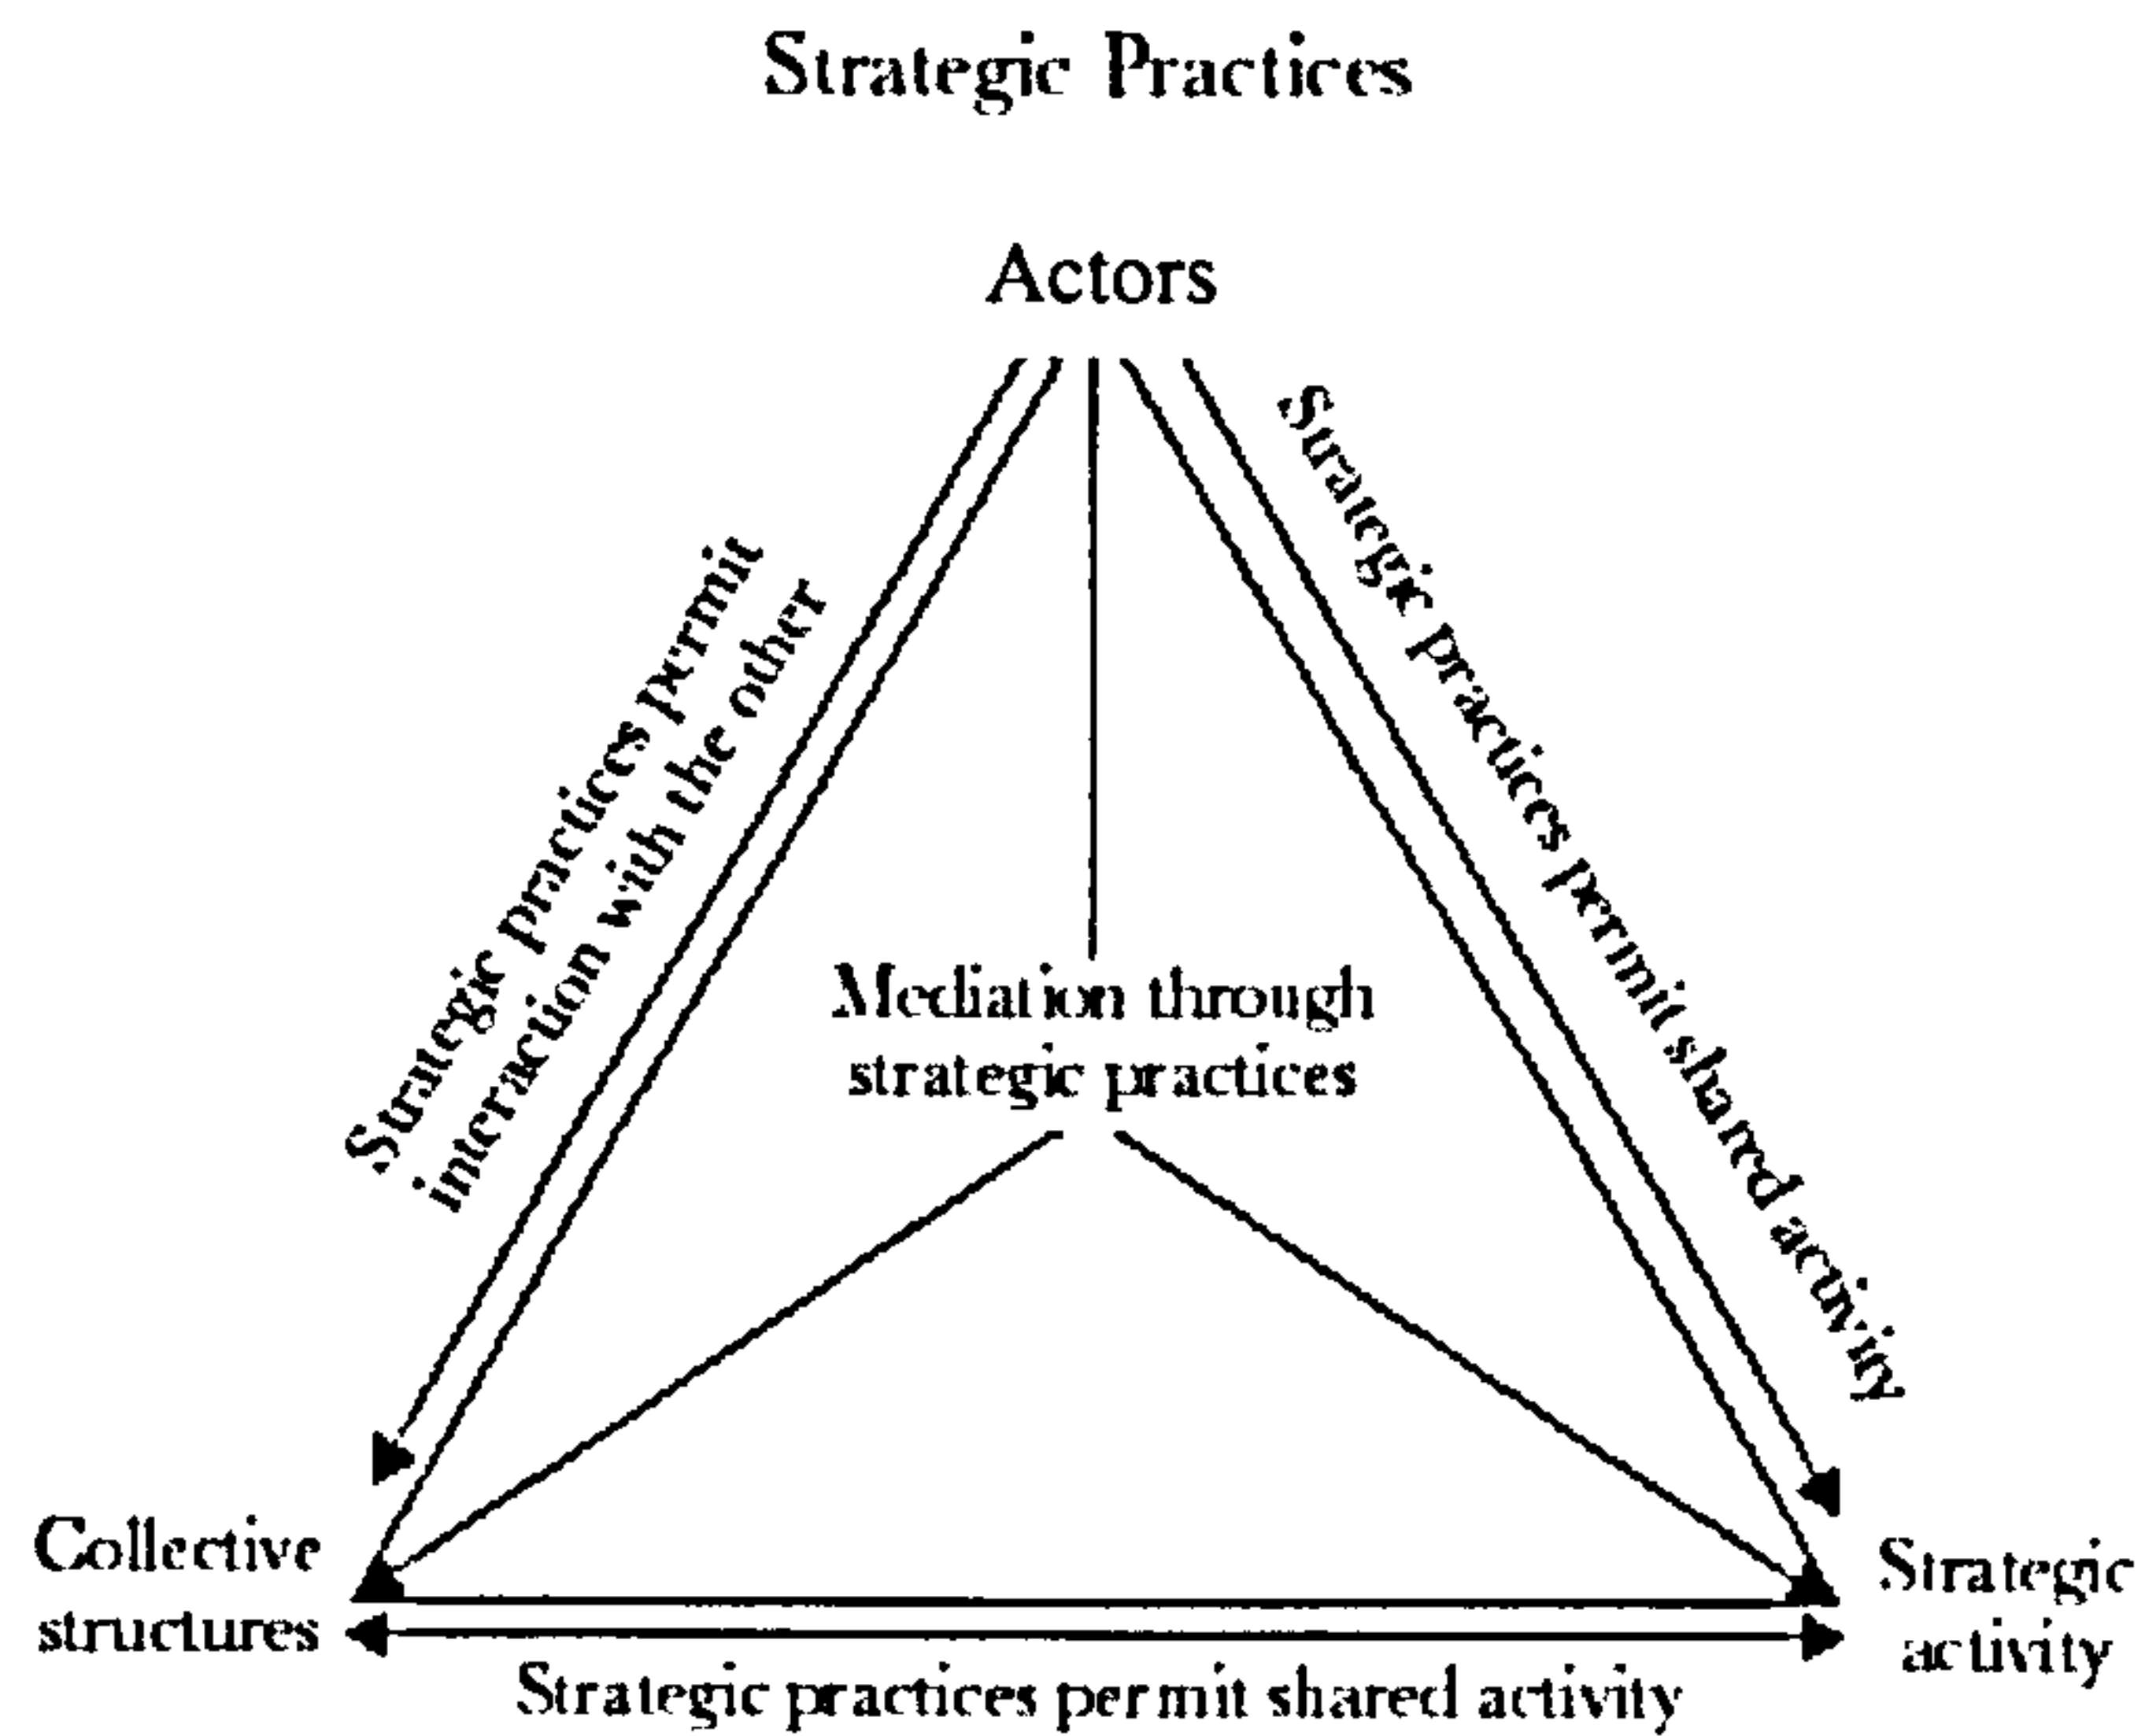 Strategic Practices
Actors
Strategic practices permit
interaction with the other
Strategic practices permit shared activity
Mediation through
strategic practices
Collective
structures
Strategic
activity
Strategic practices permit shared activity